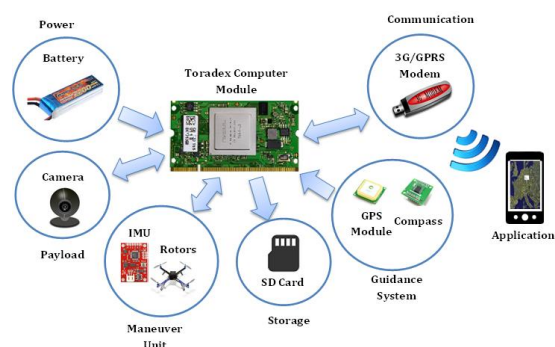 Power
Communication
Battery
Toradex Computer
Module
3G/GPRS
Modem
Camera
Payload
IMU
Rotors
Maneuver
Unit
SD Card
Storage
GPS
Module
Compass
Guidance
System
Application